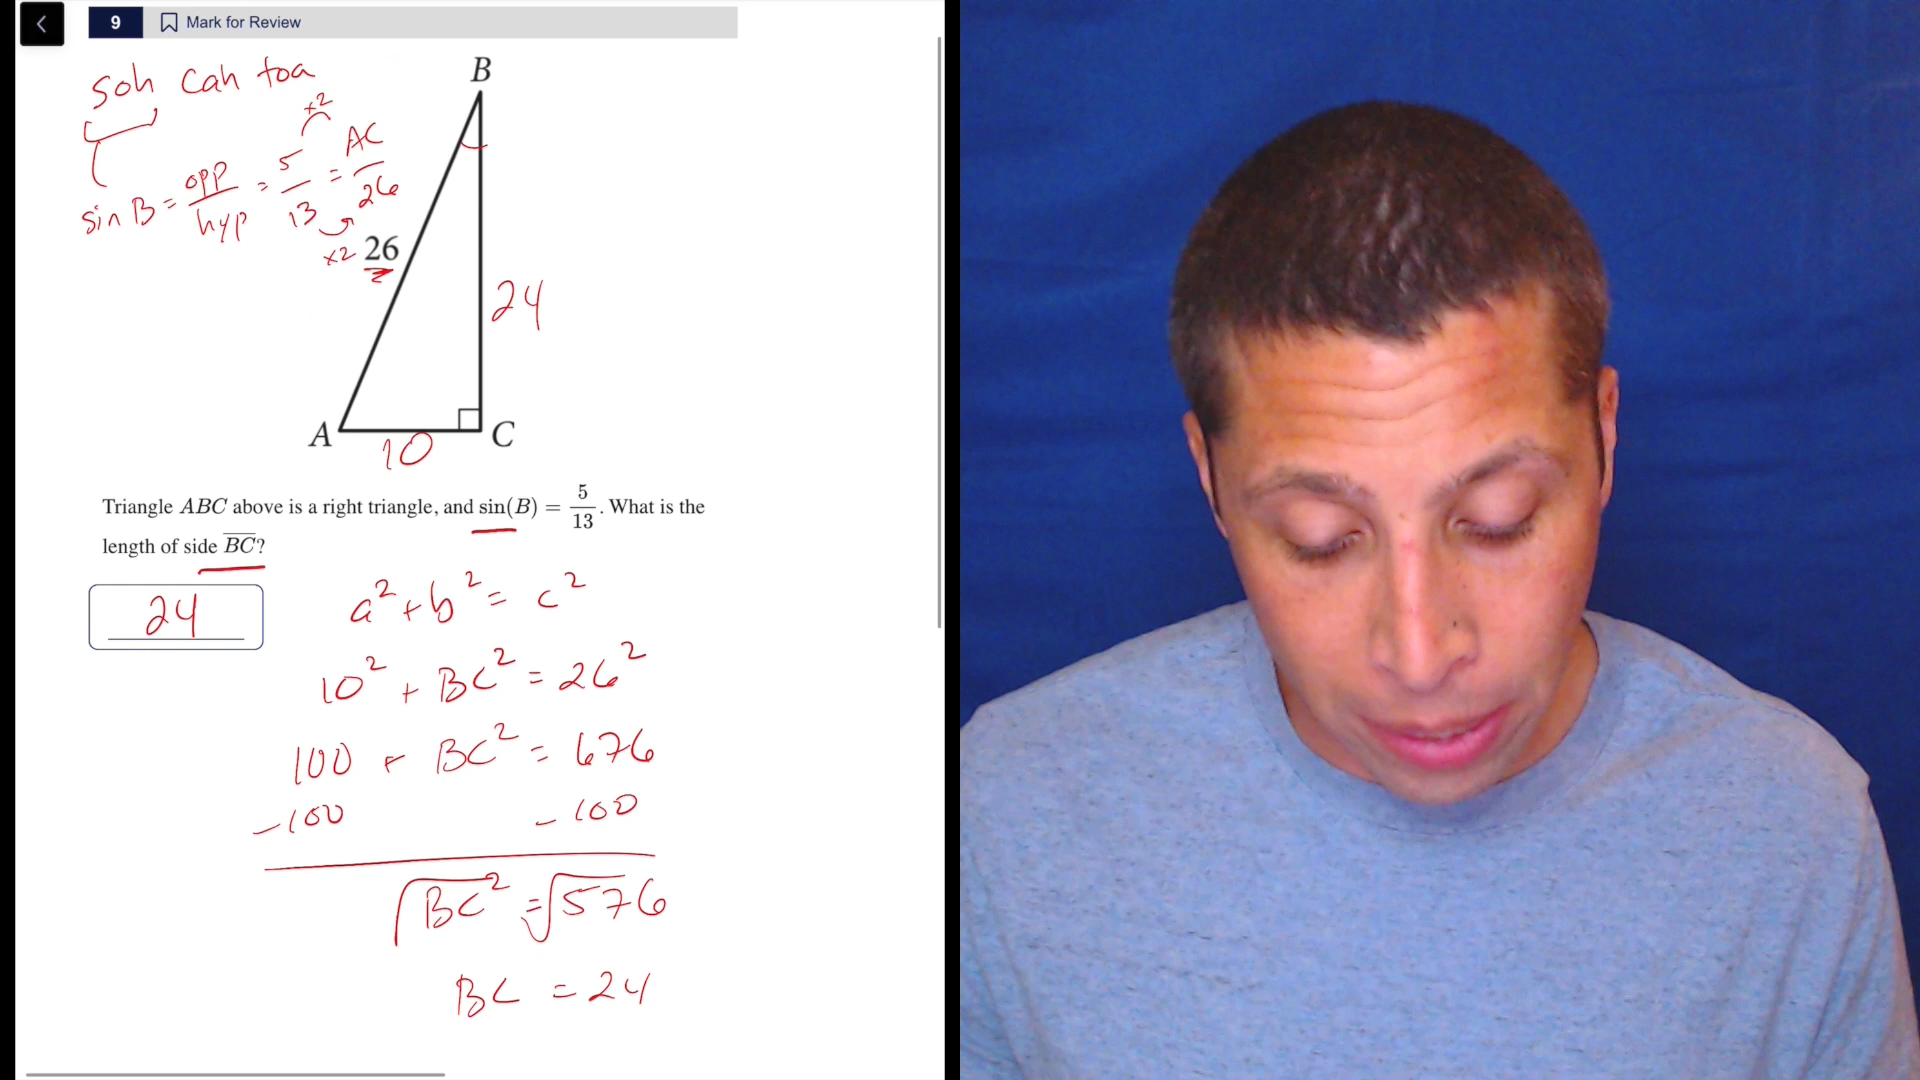 9 Mark for Review
soh cah toa
x2
sin B = opp/hyp = 5/13 = AC/26
x2
B
26
24
A
C
10
Triangle ABC above is a right triangle, and sin(B) = 5/13. What is the
length of side BC?
24
a² + b² = c²
10² + BC² = 26²
100 + BC² = 676
-100 -100
√BC² = √576
BC = 24